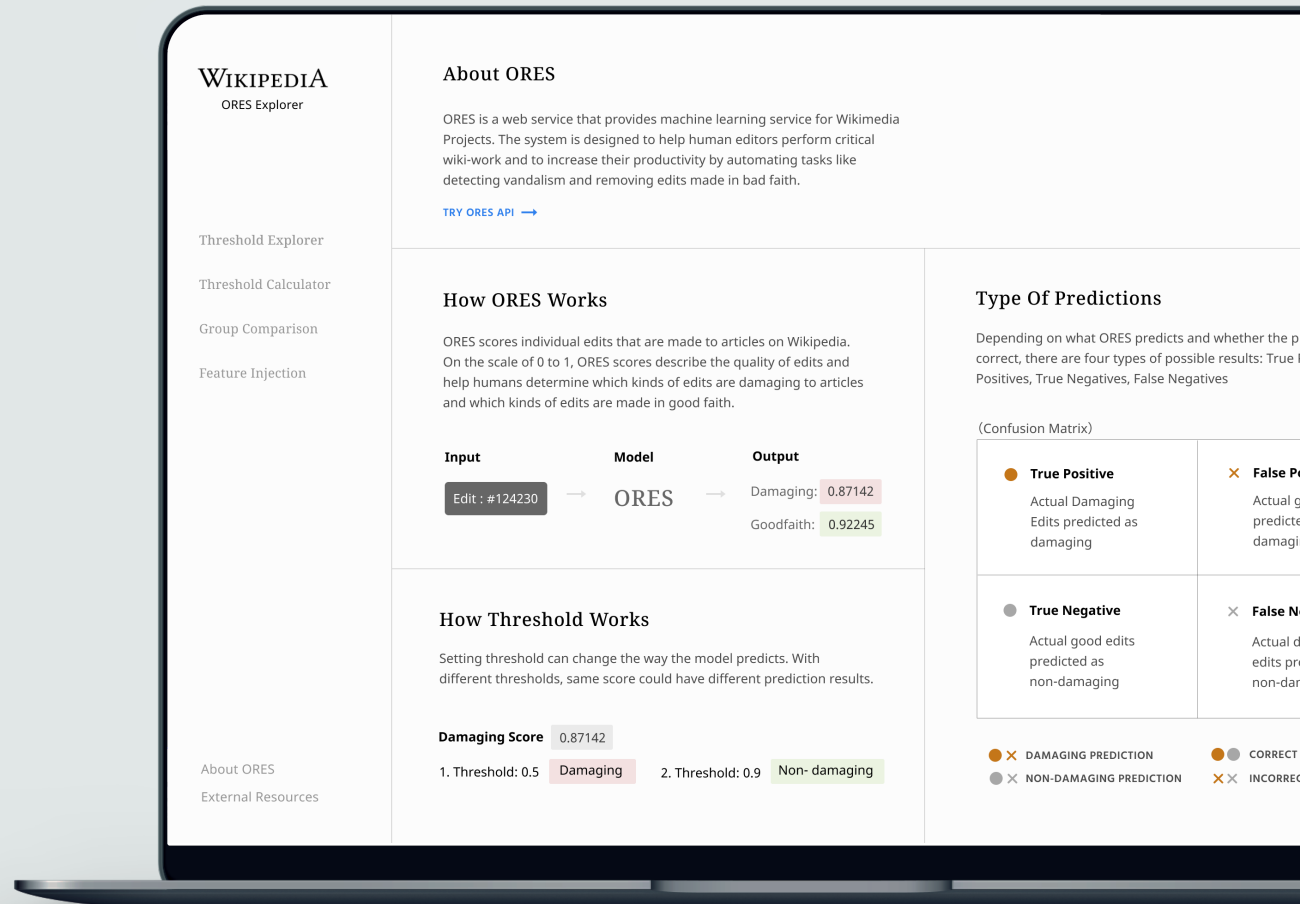 WIKIPEDIA
ORES Explorer
Threshold Explorer
Threshold Calculator
Group Comparison
Feature Injection
About ORES
External Resources
About ORES
ORES is a web service that provides machine learning service for Wikimedia
Projects. The system is designed to help human editors perform critical
wiki-work and to increase their productivity by automating tasks like
detecting vandalism and removing edits made in bad faith.
TRY ORES API
How ORES Works
ORES scores individual edits that are made to articles on Wikipedia.
On the scale of 0 to 1, ORES scores describe the quality of edits and
help humans determine which kinds of edits are damaging to articles
and which kinds of edits are made in good faith.
Input Model Output
Edit : #124230 ORES
Damaging: 0.87142
Goodfaith: 0.92245
How Threshold Works
Setting threshold can change the way the model predicts. With
different thresholds, same score could have different prediction results.
Damaging Score 0.87142
1. Threshold: 0.5 Damaging 2. Threshold: 0.9 Non- damaging
Type Of Predictions
Depending on what ORES predicts and whether the
correct, there are four types of possible results: True
Positives, True Negatives, False Negatives
(Confusion Matrix)
True Positive
Actual Damaging
Edits predicted as
damaging
False
Actual
True Negative
Actual good edits
predicted as
non-damaging
False
Actual
edits
DAMAGING PREDICTION CORRECT
NON-DAMAGING PREDICTION